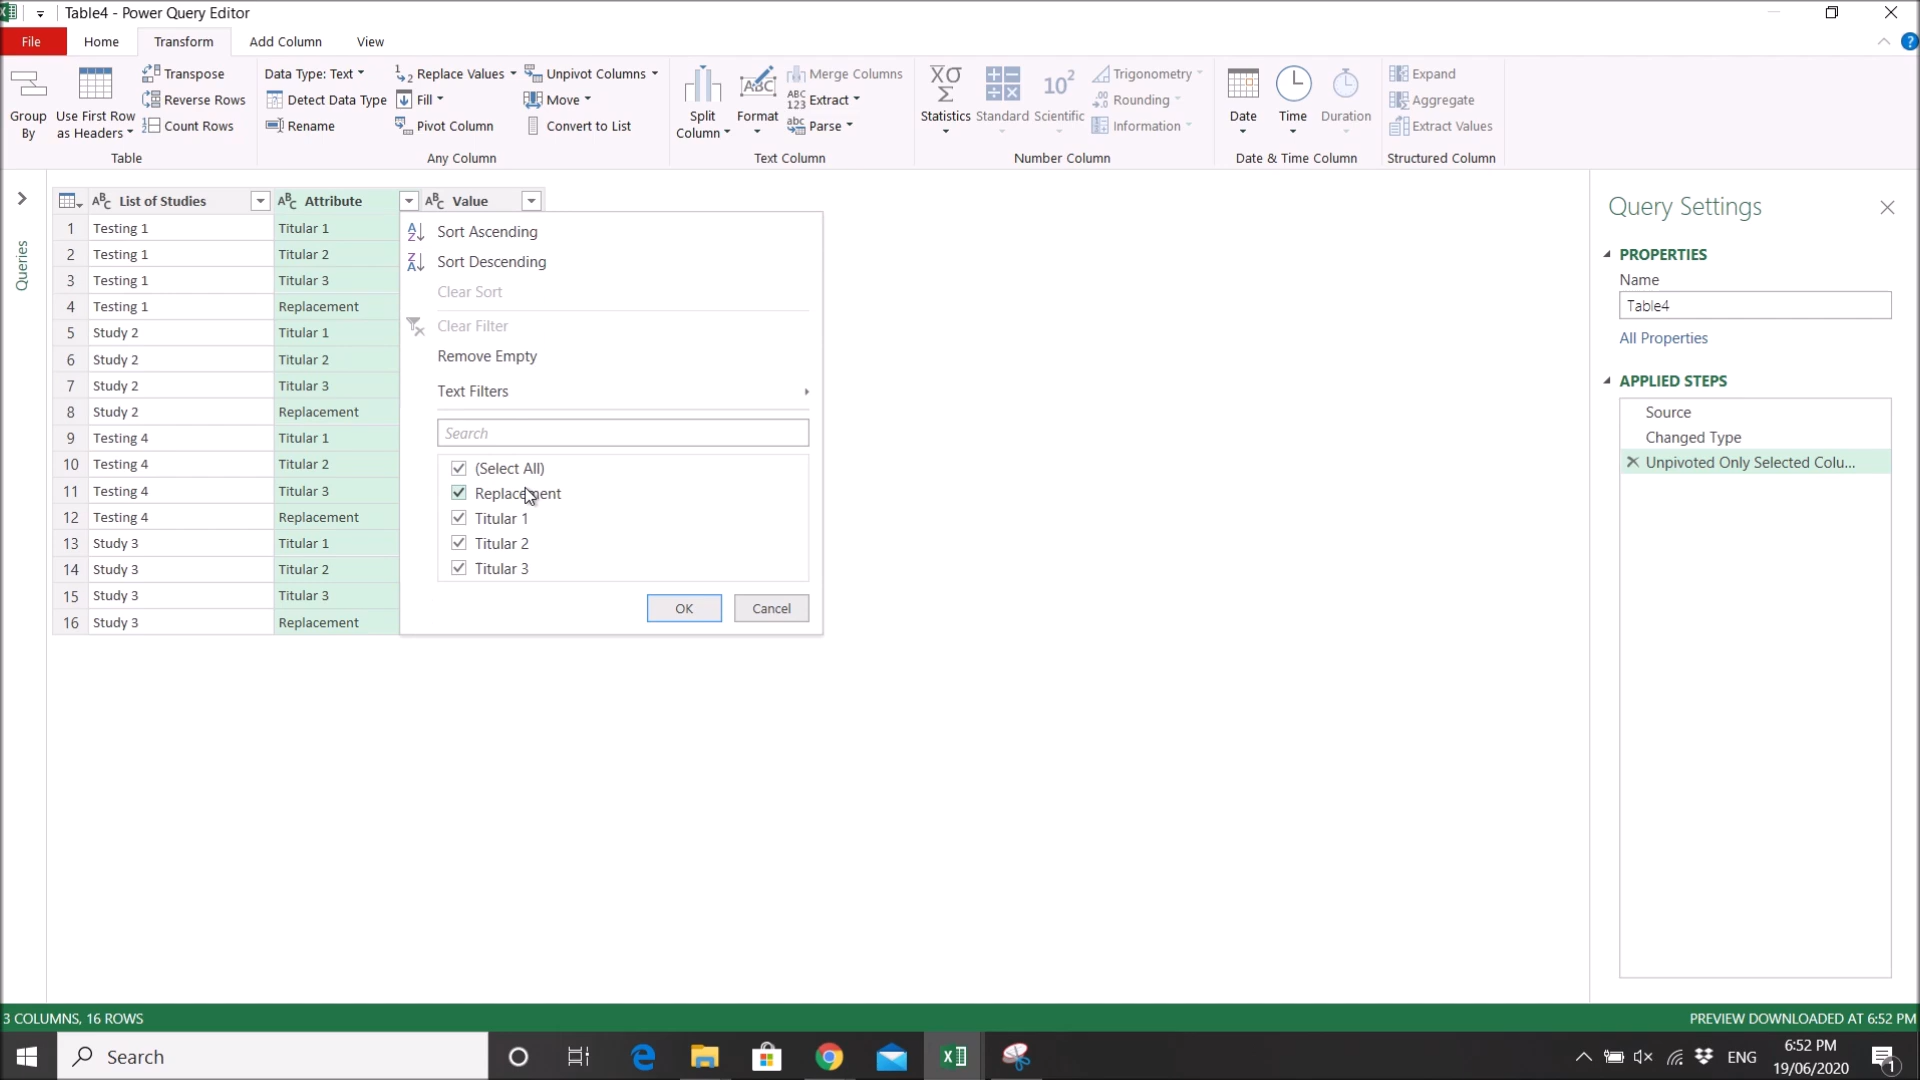 Table4 - Power Query Editor
File Home Transform Add Column View
Group By
Use First Row as Headers
Transpose
Reverse Rows
Count Rows
Table
Data Type: Text
Detect Data Type
Rename
Replace Values
Fill
Pivot Column
Unpivot Columns
Move
Convert to List
Any Column
Split Column
Format
Merge Columns
Extract
Parse
Text Column
Statistics
Standard
Scientific
Trigonometry
Rounding
Information
Number Column
Date
Time
Duration
Date & Time Column
Expand
Aggregate
Extract Values
Structured Column
Queries
List of Studies Attribute Value
1 Testing 1 Titular 1
2 Testing 1 Titular 2
3 Testing 1 Titular 3
4 Testing 1 Replacement
5 Study 2 Titular 1
6 Study 2 Titular 2
7 Study 2 Titular 3
8 Study 2 Replacement
9 Testing 4 Titular 1
10 Testing 4 Titular 2
11 Testing 4 Titular 3
12 Testing 4 Replacement
13 Study 3 Titular 1
14 Study 3 Titular 2
15 Study 3 Titular 3
16 Study 3 Replacement
Sort Ascending
Sort Descending
Clear Sort
Clear Filter
Remove Empty
Text Filters
Search
(Select All)
Replacement
Titular 1
Titular 2
Titular 3
OK Cancel
Query Settings
PROPERTIES
Name
Table4
All Properties
APPLIED STEPS
Source
Changed Type
Unpivoted Only Selected Colu...
3 COLUMNS, 16 ROWS
PREVIEW DOWNLOADED AT 6:52 PM
Search
ENG
6:52 PM
19/06/2020
1